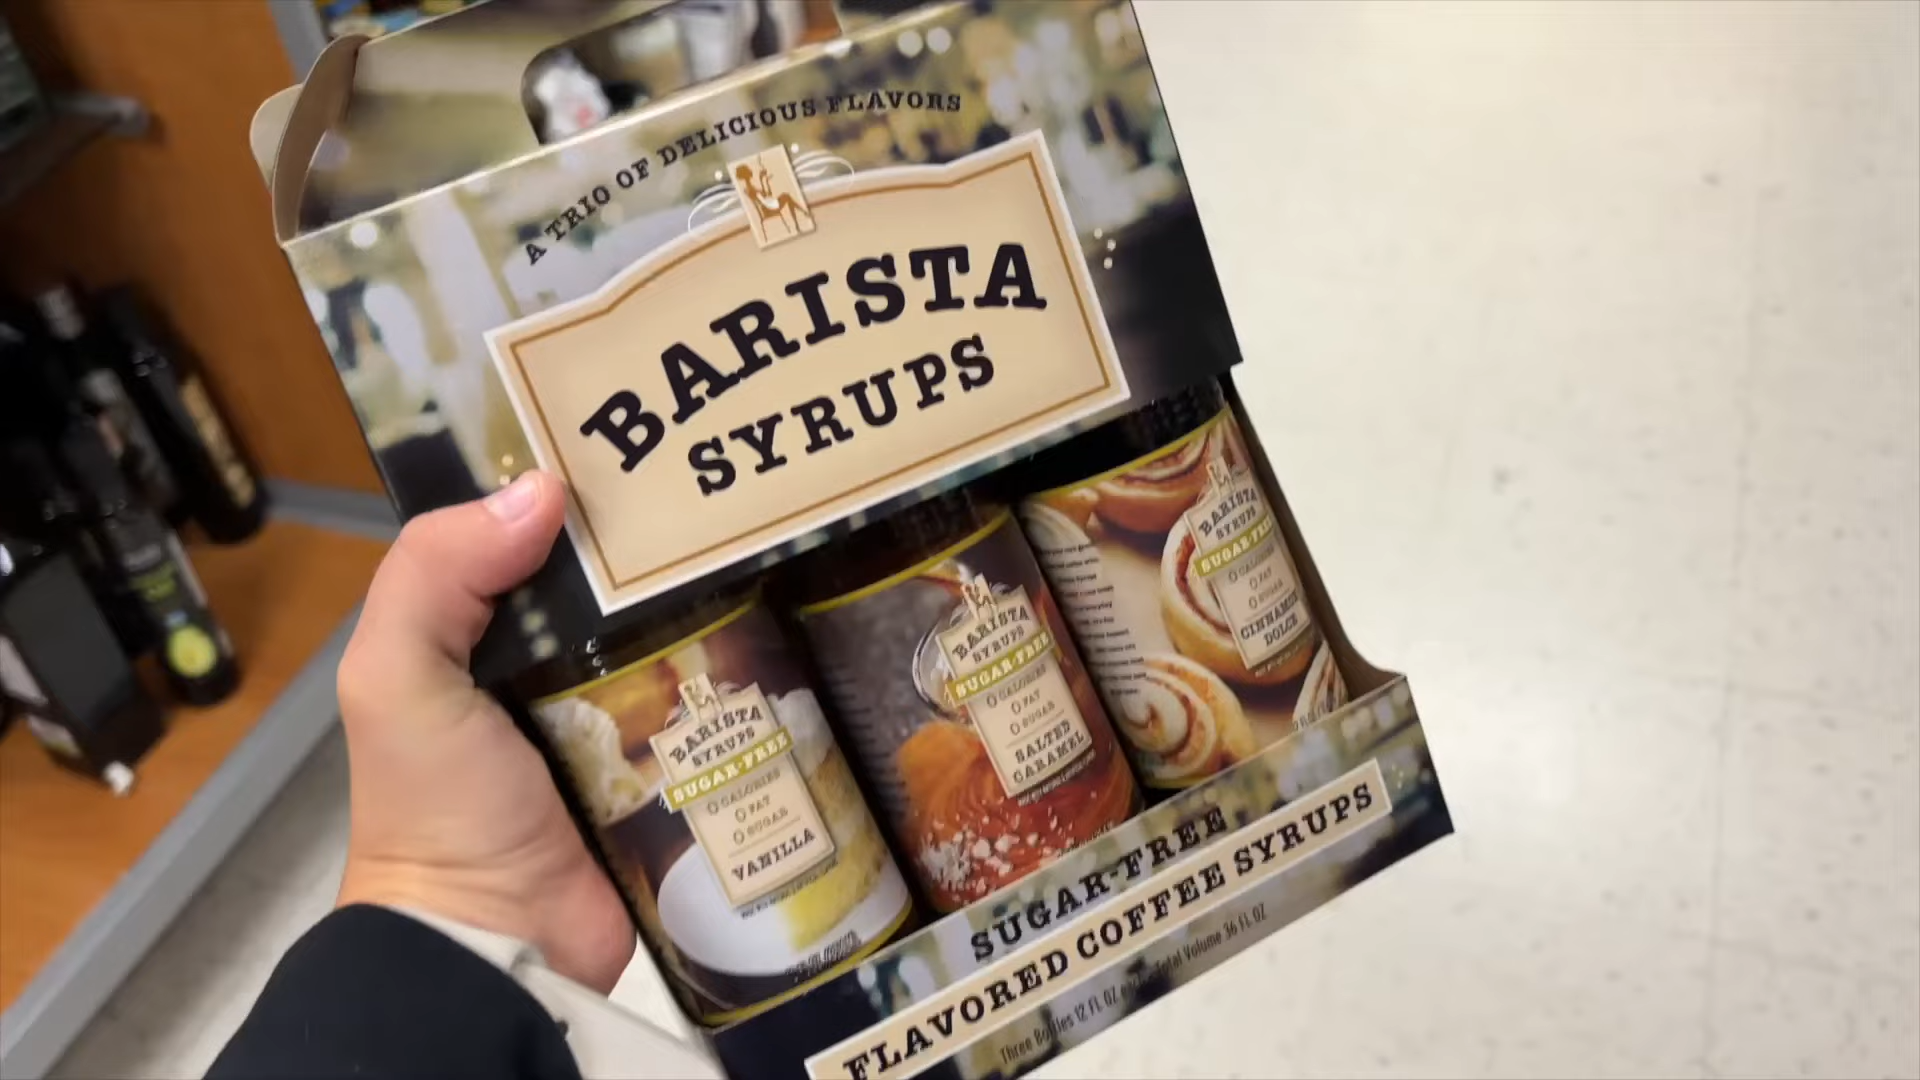 A TRIO OF DELICIOUS FLAVORS
BARISTA
SYRUPS
BARISTA
SYRUPS
SUGAR-FREE
0 CALORIES
0 FAT
0 SUGAR
VANILLA
BARISTA
SYRUPS
SUGAR-FREE
0 CALORIES
0 FAT
0 SUGAR
SALTED
CARAMEL
BARISTA
SYRUPS
SUGAR-FREE
0 CALORIES
0 FAT
0 SUGAR
CINNAMON
DOLCE
SUGAR-FREE
FLAVORED COFFEE SYRUPS
Three Bottles 12 FL OZ each Total Volume 36 FL OZ